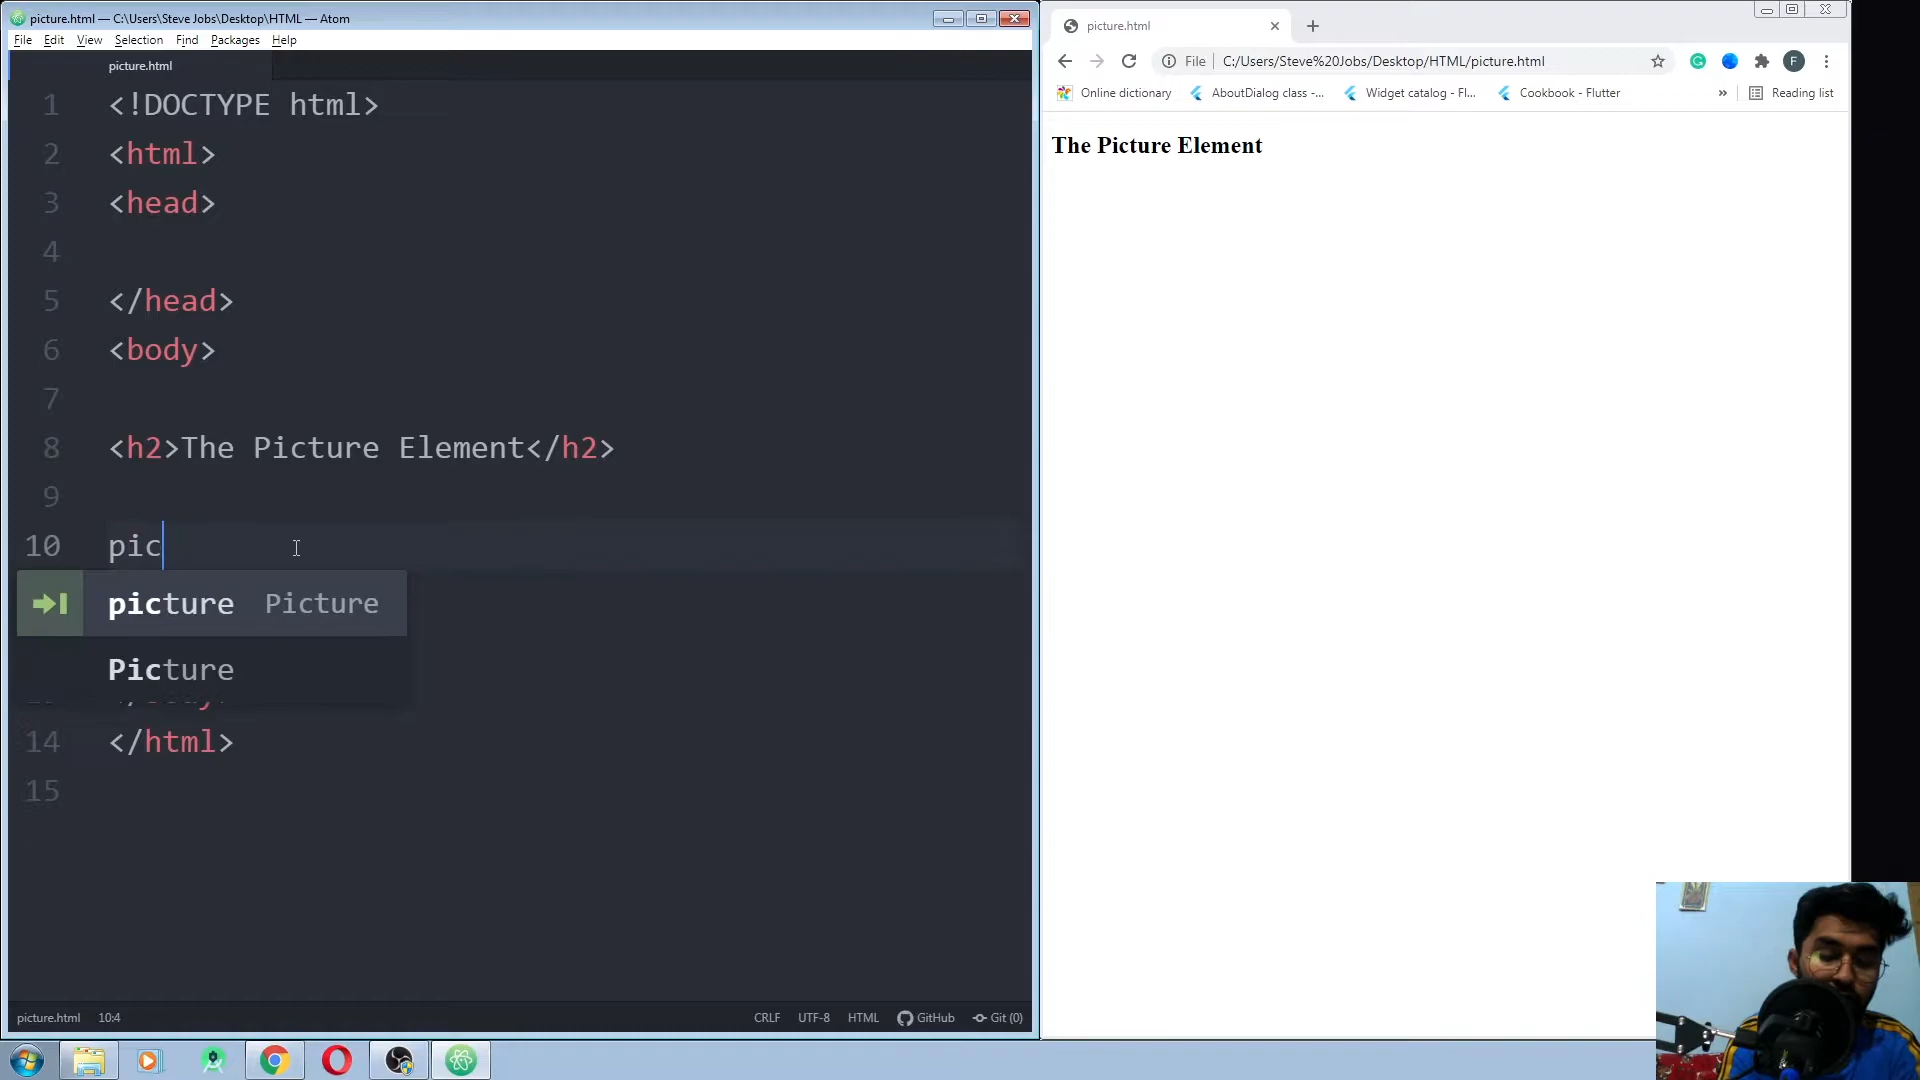 picture.html — C:\Users\Steve Jobs\Desktop\HTML — Atom
File Edit View Selection Find Packages Help
picture.html
1 <!DOCTYPE html>
2 <html>
3 <head>
4
5 </head>
6 <body>
7
8 <h2>The Picture Element</h2>
9
10 pic
picture Picture
Picture
14 </html>
15
picture.html 10:4 CRLF UTF-8 HTML GitHub Git (0)
picture.html
File C:/Users/Steve%20Jobs/Desktop/HTML/picture.html F
Online dictionary AboutDialog class -... Widget catalog - Fl... Cookbook - Flutter » Reading list
The Picture Element